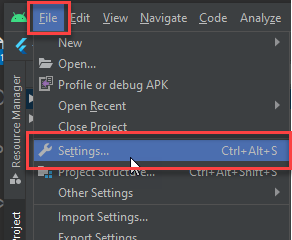 File Edit View Navigate Code Analyze
New
Open...
Profile or debug APK
Open Recent
Close Project
Settings... Ctrl+Alt+S
Project Structure... Ctrl+Alt+Shift+S
Other Settings
Import Settings...
Export Settings...
Resource Manager
Project